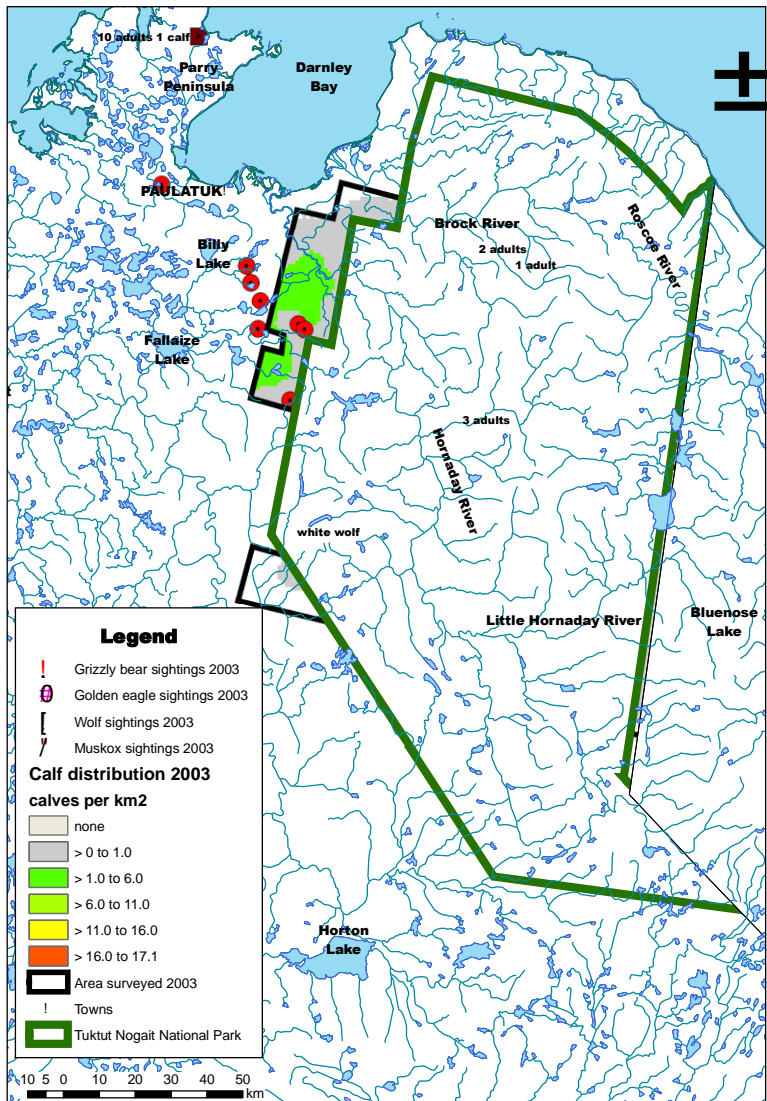 10 adults 1 calf
Parry
Peninsula
Darnley
Bay
±
PAULATUK
!
Billy
Lake
Brock River
2 adults
1 adult
Roscoe River
Fallaize
Lake
t
3 adults
Hornaday River
white wolf
Little Hornaday River
Bluenose
Lake
Legend
! Grizzly bear sightings 2003
Golden eagle sightings 2003
[ Wolf sightings 2003
/ Muskox sightings 2003
Calf distribution 2003
calves per km2
none
> 0 to 1.0
> 1.0 to 6.0
> 6.0 to 11.0
> 11.0 to 16.0
> 16.0 to 17.1
Area surveyed 2003
! Towns
Tuktut Nogait National Park
Horton
Lake
10 5 0 10 20 30 40 50
km